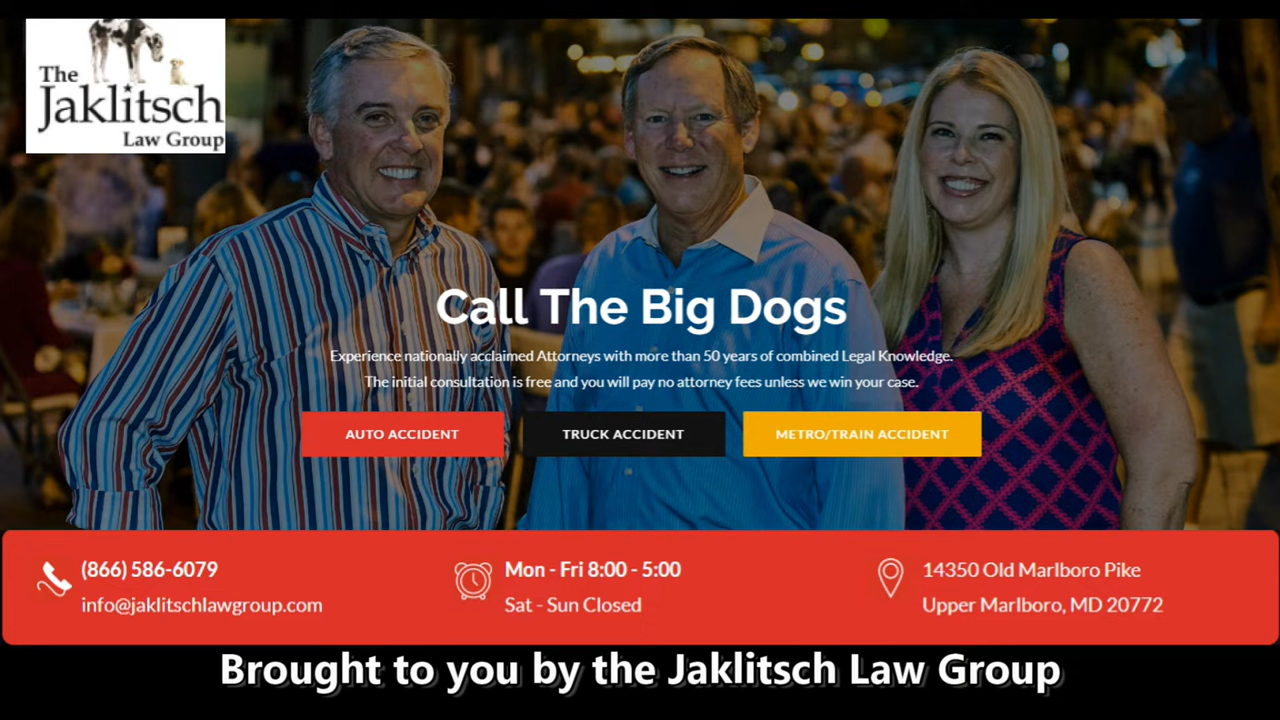 The
Jaklitsch
Law Group
Call The Big Dogs
Experience nationally acclaimed Attorneys with more than 50 years of combined Legal Knowledge.
The initial consultation is free and you will pay no attorney fees unless we win your case.
AUTO ACCIDENT
TRUCK ACCIDENT
METRO/TRAIN ACCIDENT
(866) 586-6079
info@jaklitschlawgroup.com
Mon - Fri 8:00 - 5:00
Sat - Sun Closed
14350 Old Marlboro Pike
Upper Marlboro, MD 20772
Brought to you by the Jaklitsch Law Group